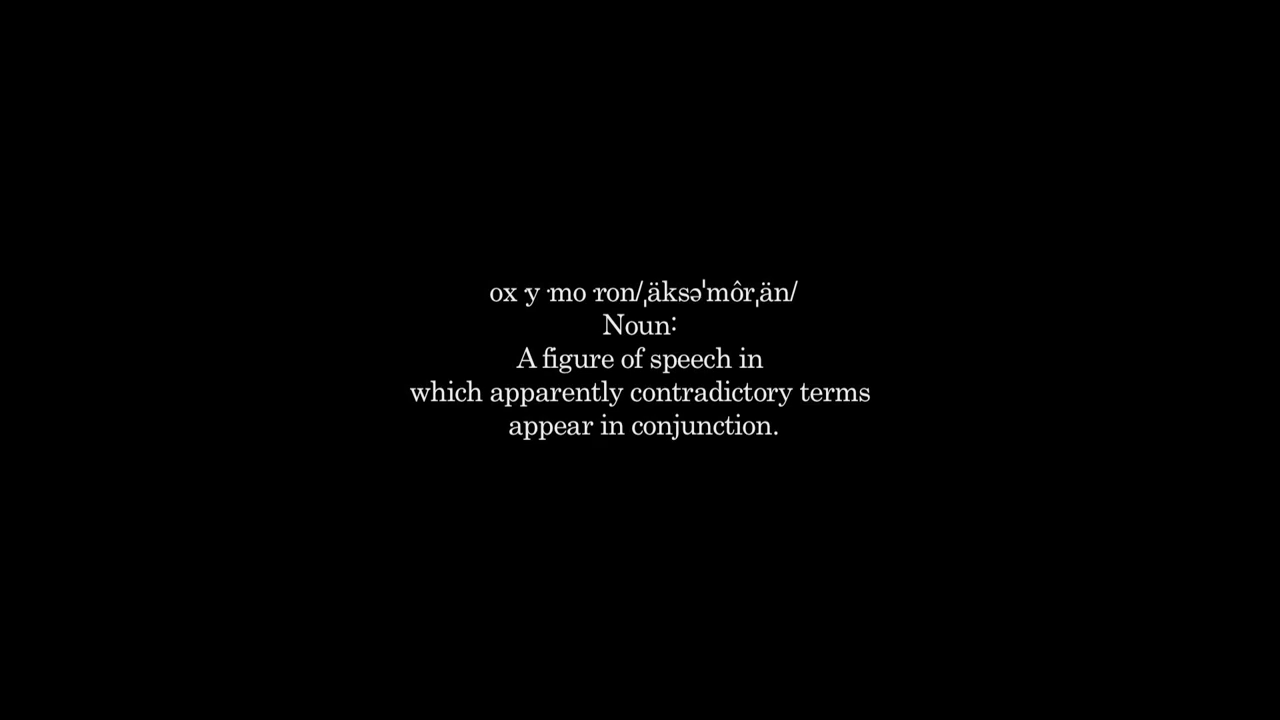 ox·y·mo·ron/ˌäksəˈmôrˌän/
Noun:
A figure of speech in
which apparently contradictory terms
appear in conjunction.